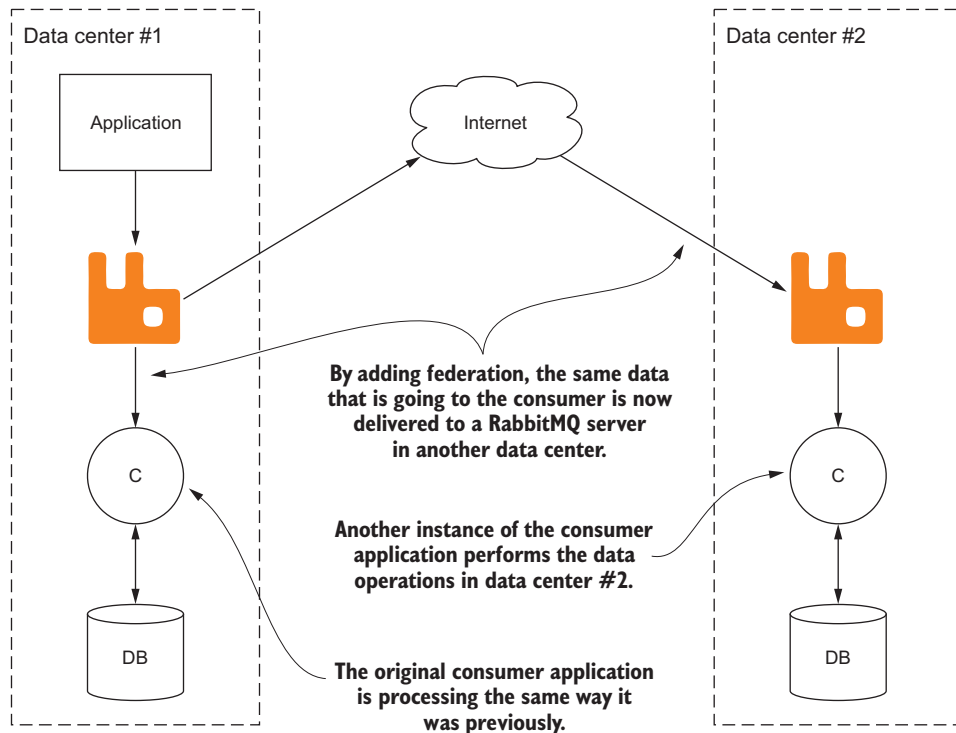 Data center #1
Data center #2
Application
Internet
By adding federation, the same data
that is going to the consumer is now
delivered to a RabbitMQ server
in another data center.
C
C
Another instance of the consumer
application performs the data
operations in data center #2.
DB
DB
The original consumer application
is processing the same way it
was previously.